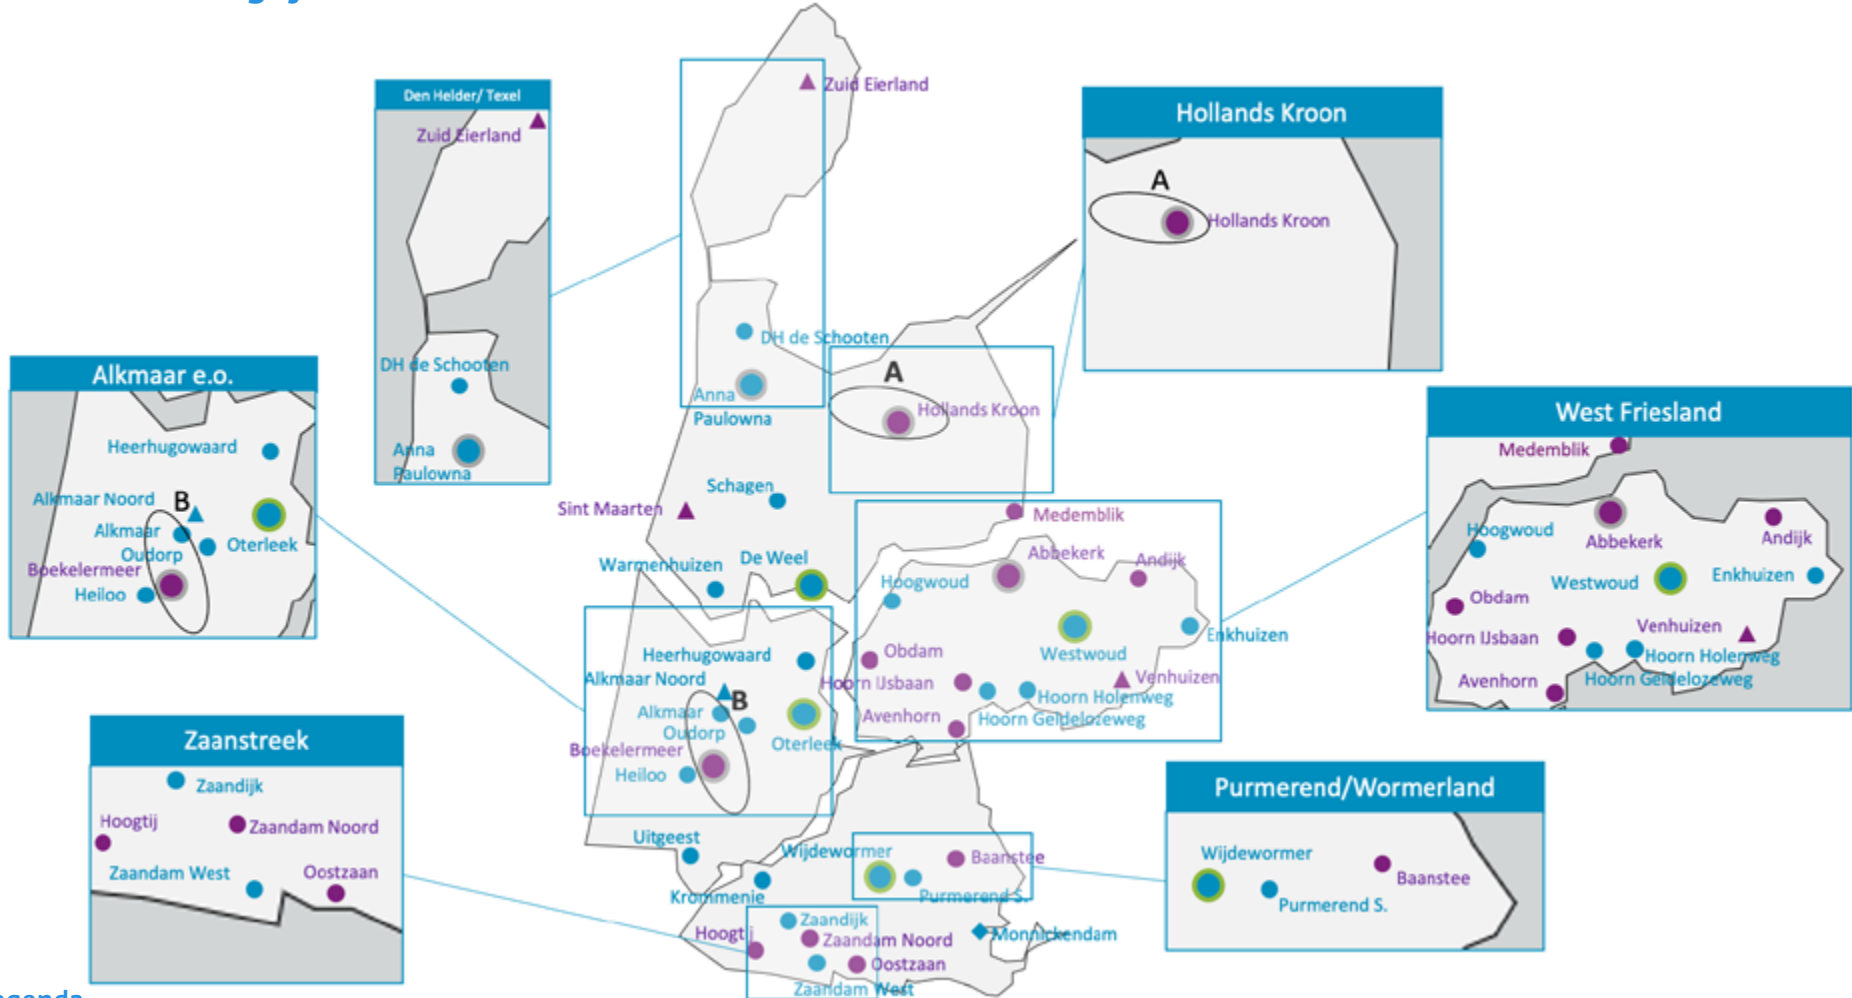 Zuid Eierland
Den Helder/ Texel
Zuid Eierland
DH de Schooten
Anna
Paulowna
Hollands Kroon
A
Hollands Kroon
DH de Schooten
Anna
Paulowna
A
Hollands Kroon
Alkmaar e.o.
Heerhugowaard
Alkmaar Noord
B
Alkmaar
Oudorp
Oterleek
Boekelermeer
Heiloo
West Friesland
Medemblik
Hoogwoud
Abbekerk
Andijk
Westwoud
Enkhuizen
Obdam
Venhuizen
Hoorn IJsbaan
Hoorn Holenweg
Avenhorn
Hoorn Geldelozeweg
Schagen
Sint Maarten
Medemblik
Warmenhuizen
De Weel
Abbekerk
Andijk
Hoogwoud
Enkhuizen
Westwoud
Obdam
Venhuizen
Hoorn IJsbaan
Hoorn Holenweg
Avenhorn
Hoorn Geldelozeweg
Heerhugowaard
Alkmaar Noord
B
Alkmaar
Oudorp
Oterleek
Boekelermeer
Heiloo
Zaanstreek
Zaandijk
Hoogtij
Zaandam Noord
Zaandam West
Oostzaan
Uitgeest
Wijdewormer
Baanstee
Krommenie
Purmerend S.
Purmerend/Wormerland
Wijdewormer
Baanstee
Purmerend S.
Zaandijk
Hoogtij
Zaandam Noord
Monnickendam
Oostzaan
Zaandam West